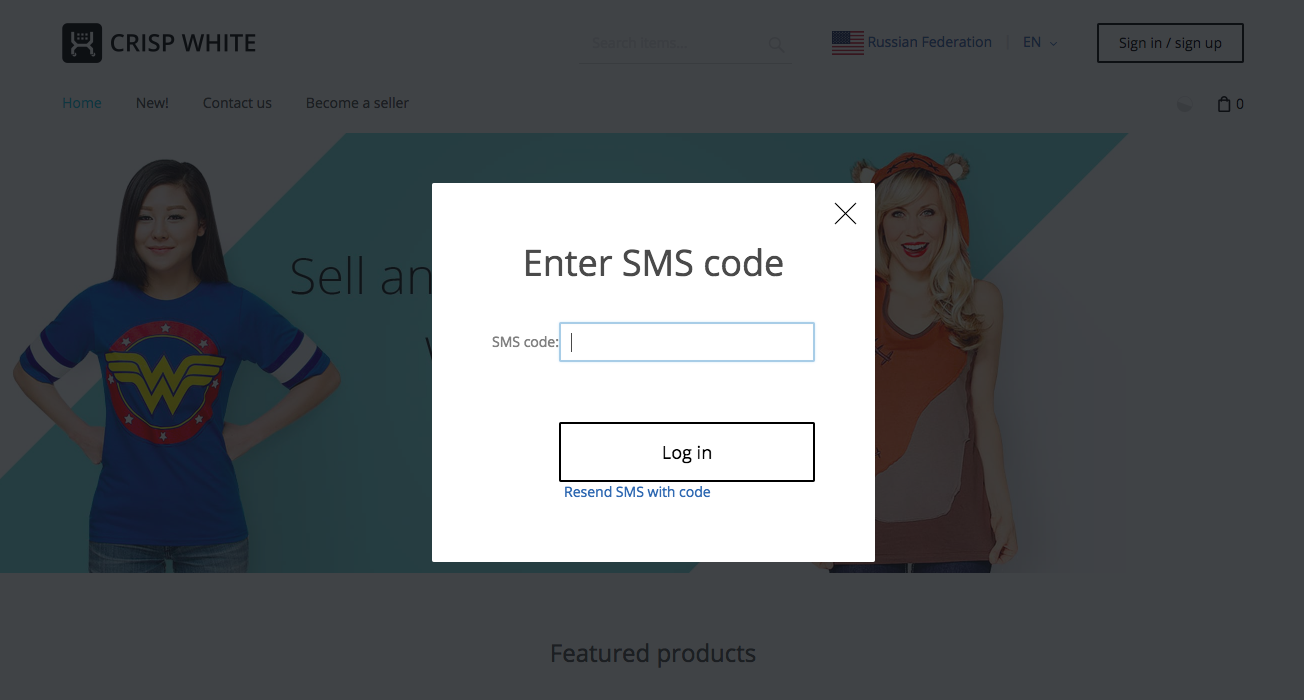 CRISP WHITE
Search items...
Russian Federation
EN
Sign in / sign up
Home
New!
Contact us
Become a seller
0
Sell an
Enter SMS code
SMS code:
Log in
Resend SMS with code
Featured products